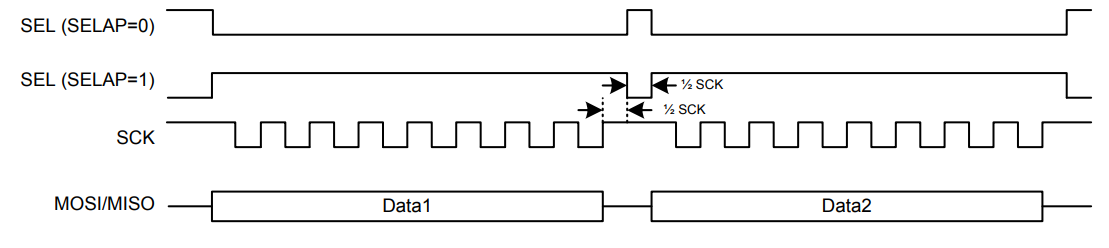 SEL (SELAP=0)
SEL (SELAP=1)
½ SCK
½ SCK
SCK
MOSI/MISO
Data1
Data2